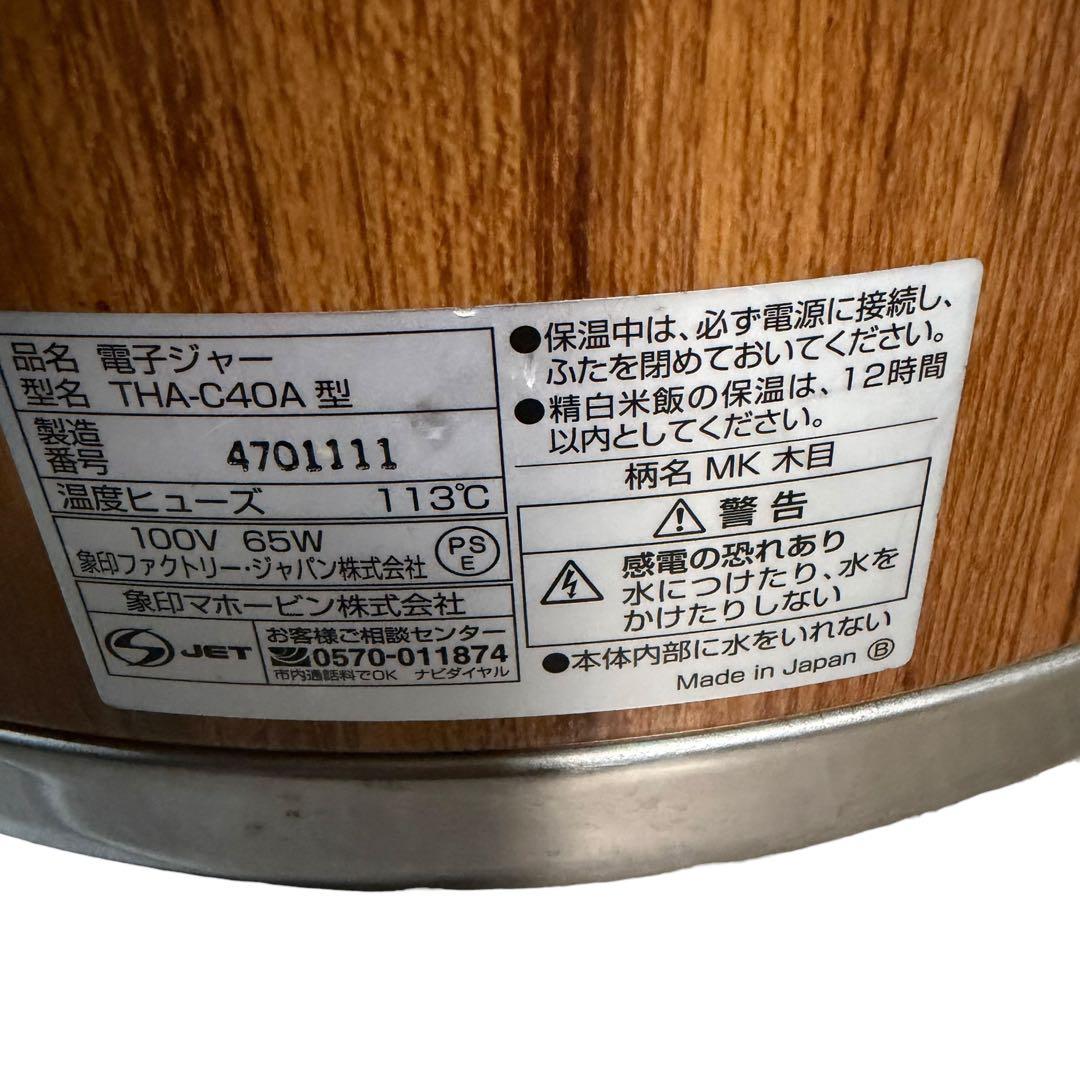 品名 電子ジャー
型名 THA-C40A 型
製造
番号 4701111
温度ヒューズ 113℃
100V 65W
象印ファクトリー・ジャパン株式会社
PS
E
象印マホービン株式会社
S JET
お客様ご相談センター
0570-011874
市内通話料でOK ナビダイヤル
●保温中は、必ず電源に接続し、
ふたを閉めておいてください。
●精白米飯の保温は、12時間
以内としてください。
柄名 MK 木目
警告
感電の恐れあり
水につけたり、水を
かけたりしない
●本体内部に水をいれない
Made in Japan Ⓑ